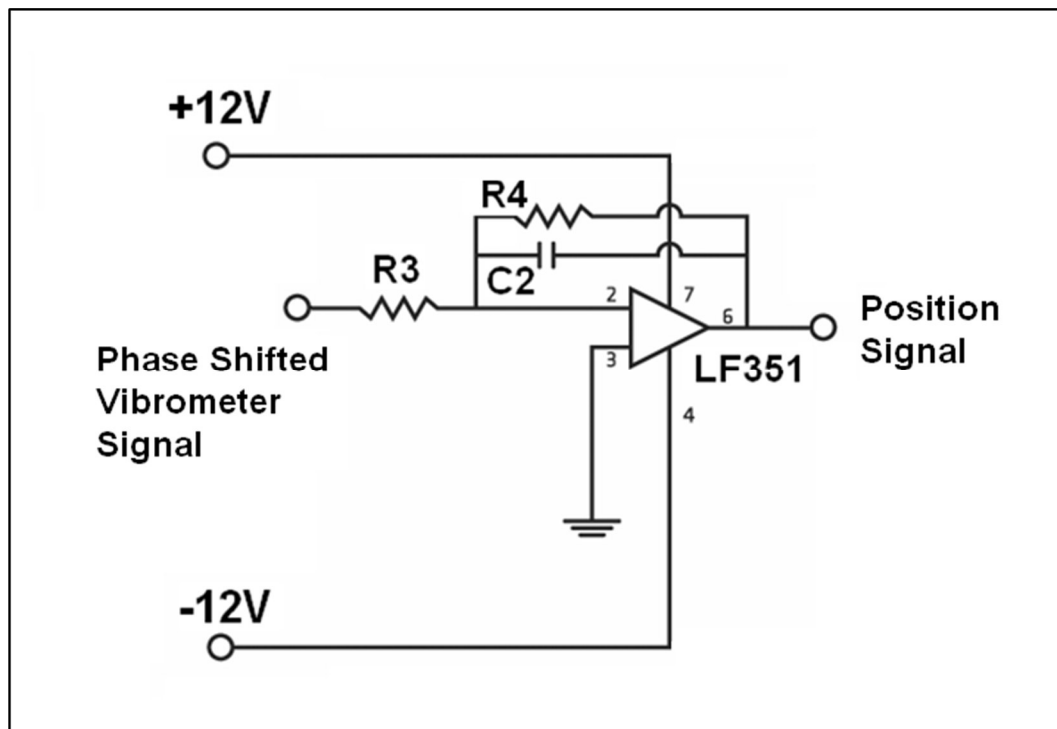 +12V
R4
R3
C2
2
7
6
3
4
LF351
Position
Signal
Phase Shifted
Vibrometer
Signal
-12V